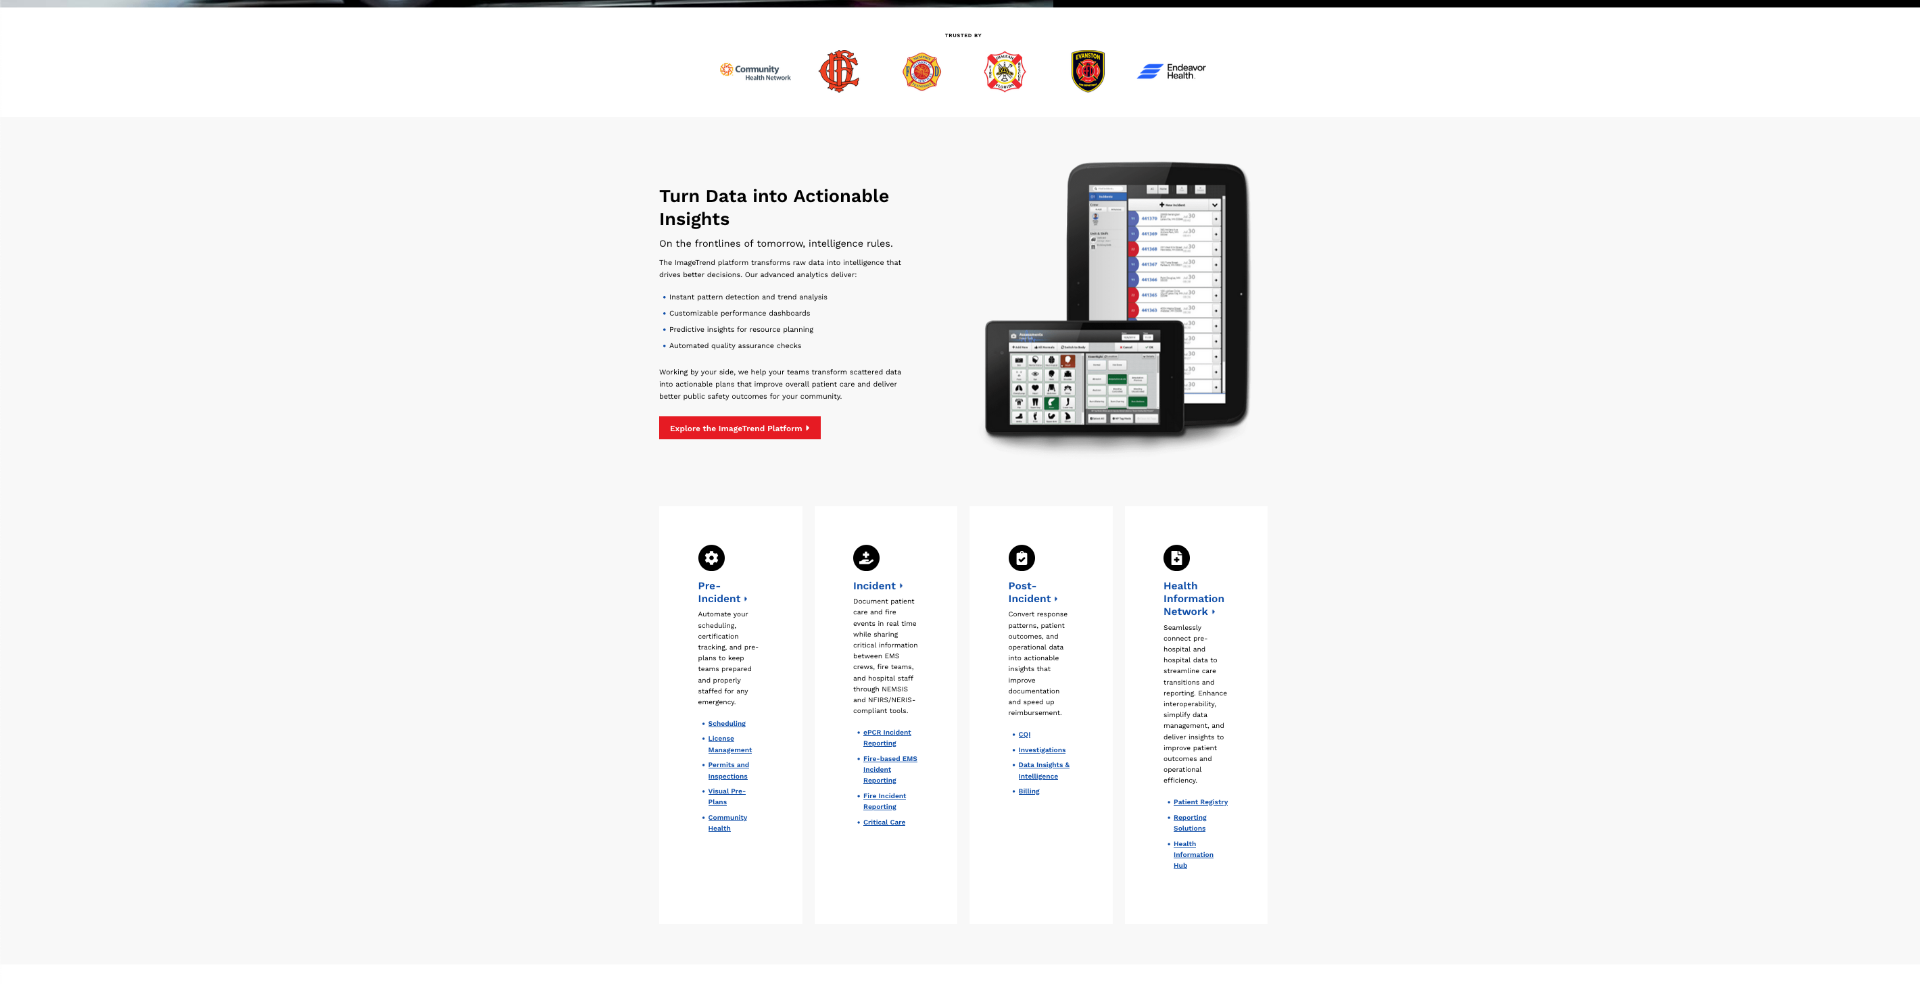 TRUSTED BY
Community
Health Network
EVANSTON
Endeavor
Health.
Turn Data into Actionable
Insights
On the frontlines of tomorrow, intelligence rules.
The ImageTrend platform transforms raw data into intelligence that
drives better decisions. Our advanced analytics deliver:
• Instant pattern detection and trend analysis
• Customizable performance dashboards
• Predictive insights for resource planning
• Automated quality assurance checks
Working by your side, we help your teams transform scattered data
into actionable plans that improve overall patient care and deliver
better public safety outcomes for your community.
Explore the ImageTrend Platform
Pre-
Incident
Automate your
scheduling,
certification
tracking, and pre-
plans to keep
teams prepared
and properly
staffed for any
emergency.
• Scheduling
• License
Management
• Permits and
Inspections
• Visual Pre-
Plans
• Community
Health
Incident
Document patient
care and fire
events in real time
while sharing
critical information
between EMS
crews, fire teams,
and hospital staff
through NEMSIS
and NFIRS/NERIS-
compliant tools.
• ePCR Incident
Reporting
• Fire-based EMS
Incident
Reporting
• Fire Incident
Reporting
• Critical Care
Post-
Incident
Convert response
patterns, patient
outcomes, and
operational data
into actionable
insights that
improve
documentation
and speed up
reimbursement.
• CQI
• Investigations
• Data Insights &
Intelligence
• Billing
Health
Information
Network
Seamlessly
connect pre-
hospital and
hospital data to
streamline care
transitions and
reporting. Enhance
interoperability,
simplify data
management, and
deliver insights to
improve patient
outcomes and
operational
efficiency.
• Patient Registry
• Reporting
Solutions
• Health
Information
Hub